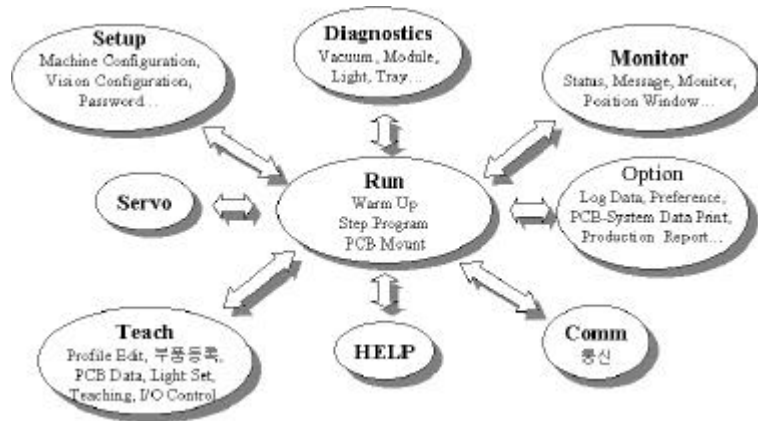 Setup
Machine Configuration,
Vision Configuration,
Password...
Diagnostics
Vacuum, Module,
Light, Tray...
Monitor
Status, Message, Monitor,
Position Window...
Servo
Run
Warm Up
Step Program
PCB Mount
Option
Log Data, Preference,
PCB-System Data Print,
Production Report...
Teach
Profile Edit, 부품등록,
PCB Data, Light Set,
Teaching, I/O Control
HELP
Comm
통신